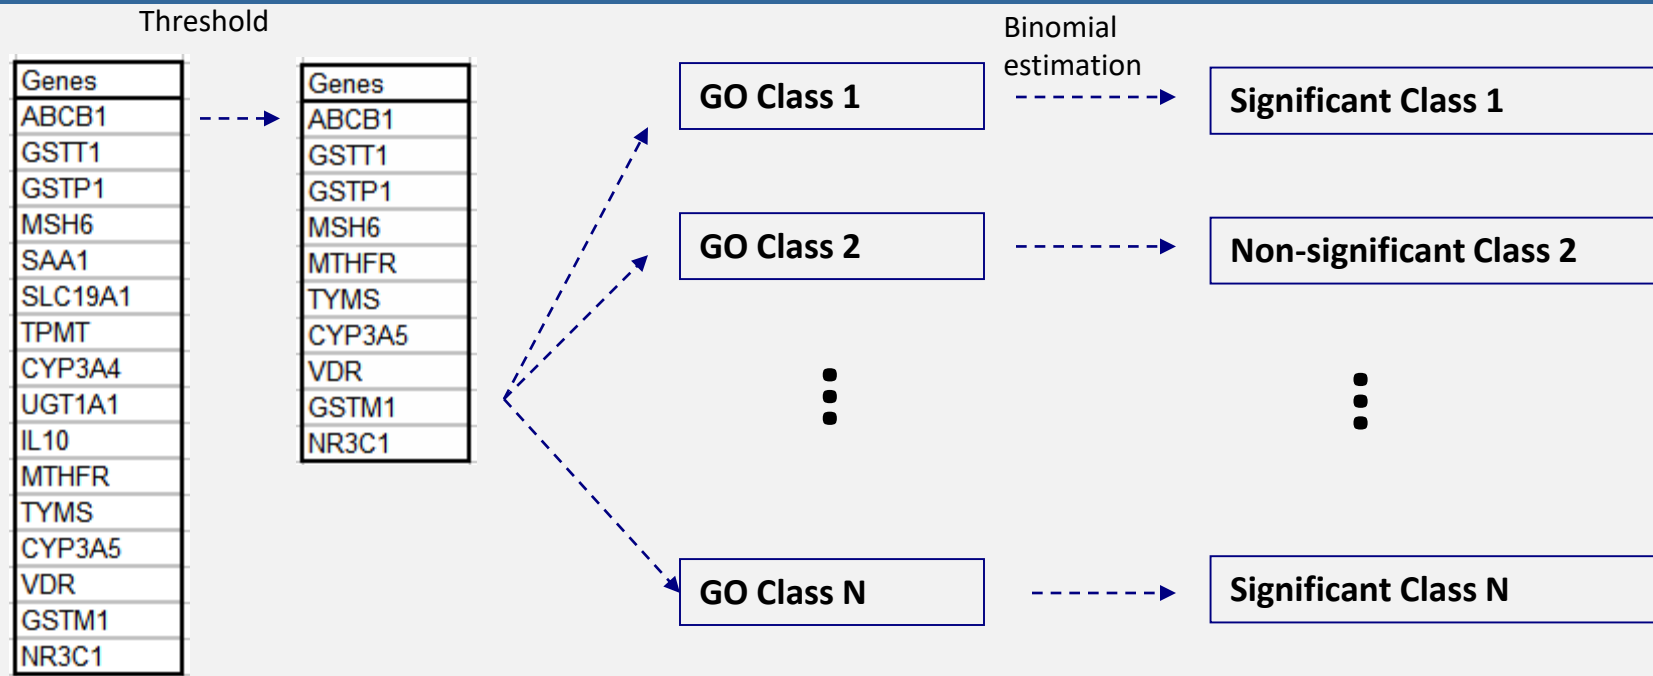 Threshold
Genes
ABCB1
GSTT1
GSTP1
MSH6
SAA1
SLC19A1
TPMT
CYP3A4
UGT1A1
IL10
MTHFR
TYMS
CYP3A5
VDR
GSTM1
NR3C1
Genes
ABCB1
GSTT1
GSTP1
MSH6
MTHFR
TYMS
CYP3A5
VDR
GSTM1
NR3C1
GO Class 1
GO Class 2
GO Class N
Binomial
estimation
Significant Class 1
Non-significant Class 2
Significant Class N